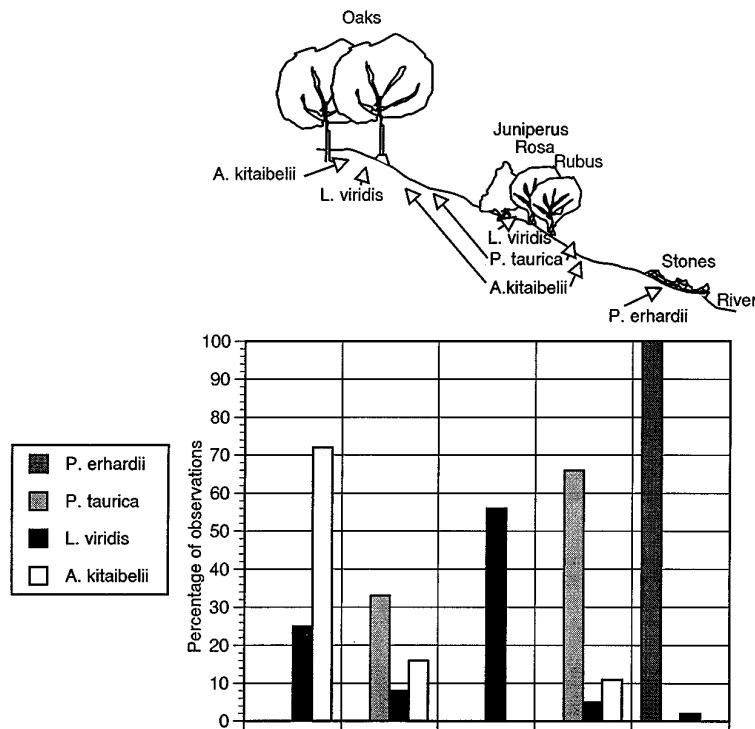 Oaks
Juniperus
Rosa
Rubus
A. kitaibelii
L. viridis
L. viridis
P. taurica
A.kitaibelii
Stones
River
P. erhardii
100
90
80
70
60
50
40
30
20
10
0
Percentage of observations
P. erhardii
P. taurica
L. viridis
A. kitaibelii